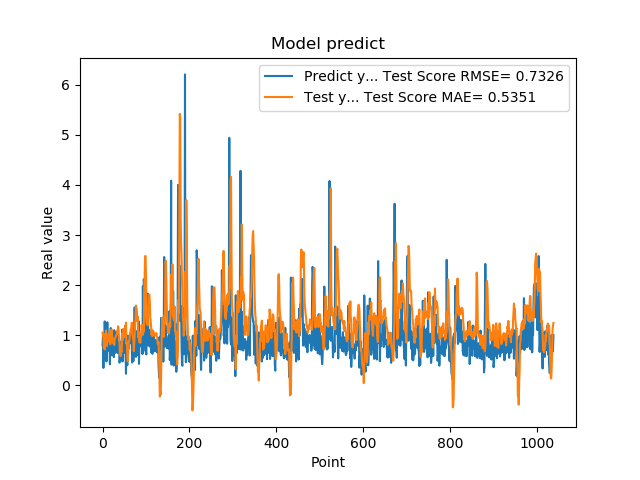 Model predict
Predict y... Test Score RMSE= 0.7326
Test y... Test Score MAE= 0.5351
Real value
6
5
4
3
2
1
0
0 200 400 600 800 1000
Point